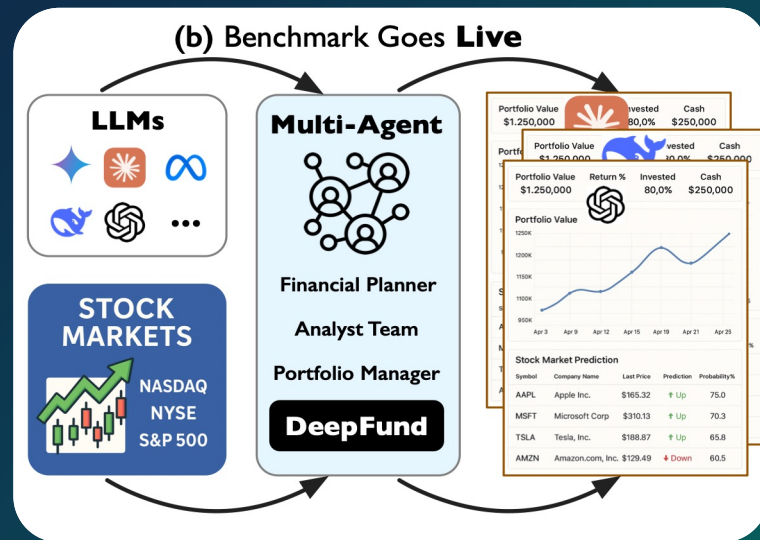 (b) Benchmark Goes Live
LLMs
...
STOCK
MARKETS
NASDAQ
NYSE
S&P 500
Multi-Agent
Financial Planner
Analyst Team
Portfolio Manager
DeepFund
Portfolio Value Invested Cash
$1.250,000 80,0% $250,000
Portfolio Value Cash
$1.250,000 80,0% $250,000
Portfolio Value Return % Invested Cash
$1.250,000 80,0% $250,000
Portfolio Value
1250K
1200K
1150K
1100K
950K
Apr 3 Apr 9 Apr 12 Apr 15 Apr 19 Apr 21 Apr 25
Stock Market Prediction
Symbol Company Name Last Price Prediction Probability%
AAPL Apple Inc. $165.32 ↑ Up 75.0
MSFT Microsoft Corp $310.13 ↑ Up 70.3
TSLA Tesla, Inc. $188.87 ↑ Up 65.8
AMZN Amazon.com, Inc. $129.49 ↓ Down 60.5